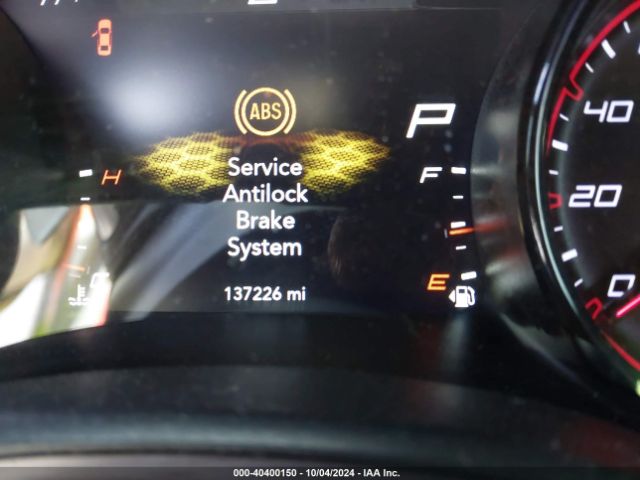 ABS
P
H
Service
F
Antilock
Brake
System
E
C
137226 mi
40
20
0
000-40400150 - 10/04/2024 - IAA Inc.